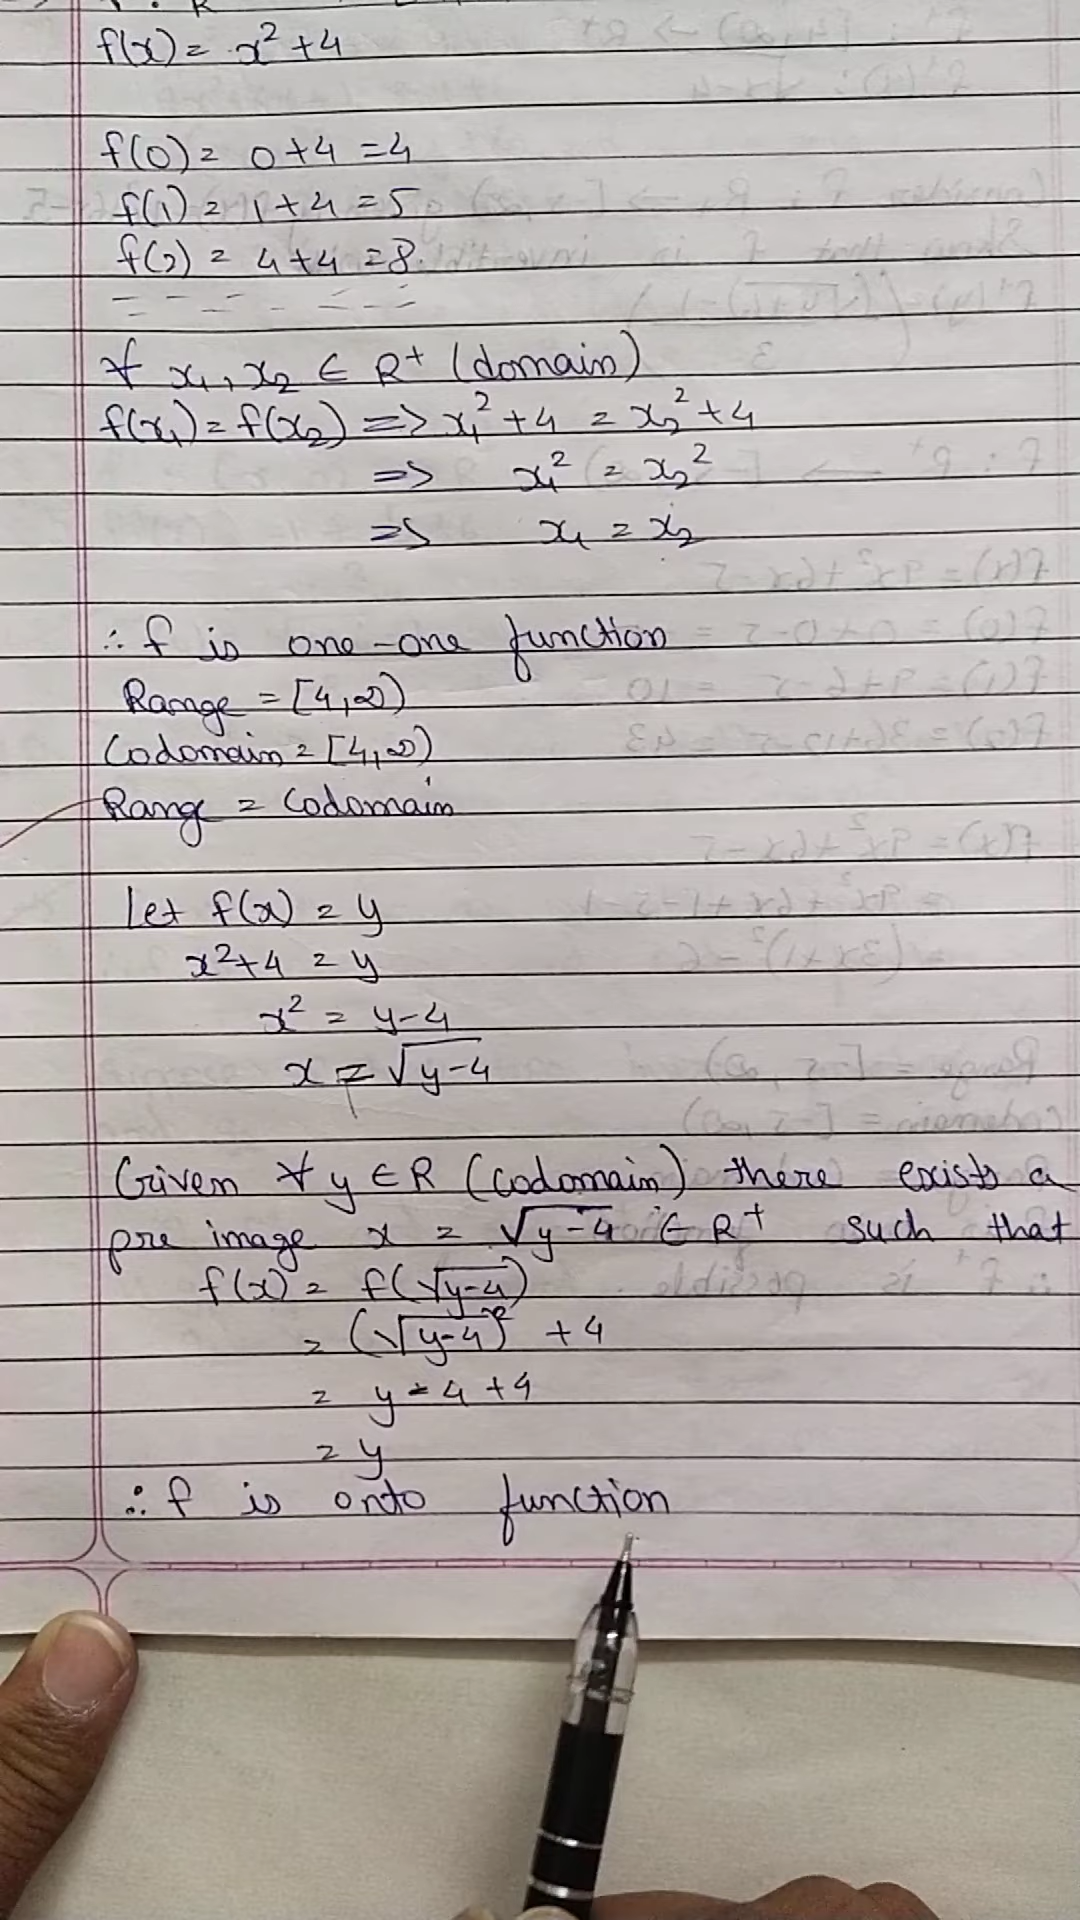 f(x) = x² + 4
f(0) = 0 + 4 = 4
f(1) = 1 + 4 = 5
f(2) = 4 + 4 = 8.
∀ x₁, x₂ ∈ R⁺ (domain)
f(x₁) = f(x₂) => x₁² + 4 = x₂² + 4
=> x₁² = x₂²
=> x₁ = x₂
∴ f is one-one function
Range = [4, ∞)
Codomain = [4, ∞)
Range = Codomain
Let f(x) = y
x² + 4 = y
x² = y - 4
x = √y-4
Given ∀ y ∈ R (codomain) there exists a
pre image x = √y-4 ∈ R⁺ such that
f(x) = f(√y-4)
= (√y-4)² + 4
= y - 4 + 4
= y
∴ f is onto function